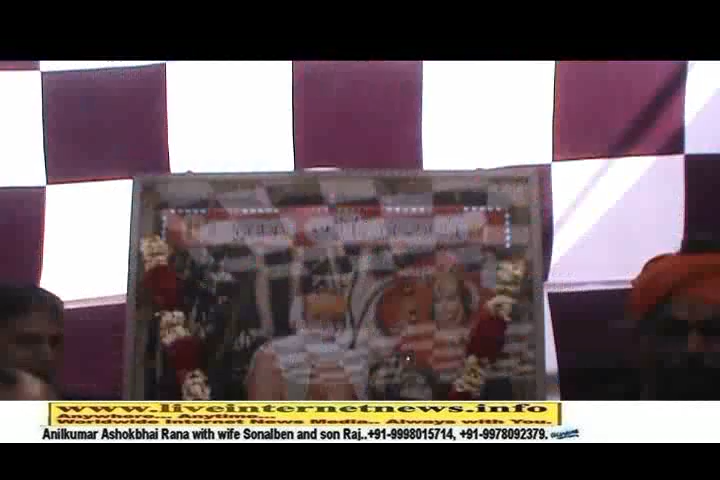 www.liveinternetnews.info
Anywhere... Anytime...
Worldwide Internet News Media.. Always with You.
Anilkumar Ashokbhai Rana with wife Sonalben and son Raj..+91-9998015714, +91-9978092379.